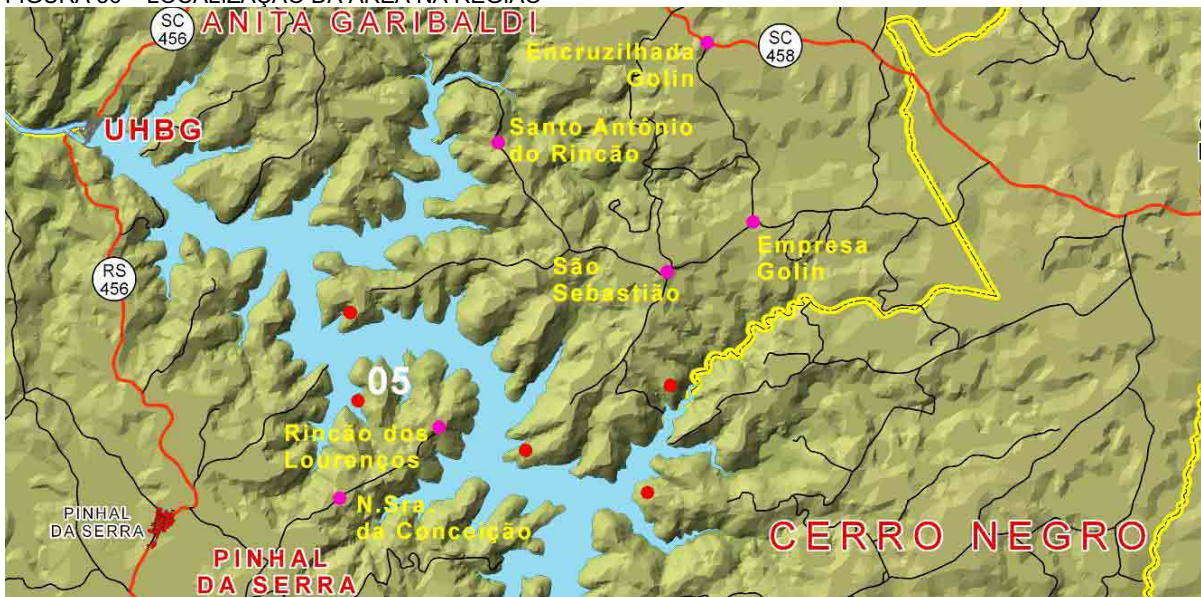 SC
456
ANITA GARIBALDI
Encruzilhada
Golin
SC
458
UHBG
Santo Antônio
do Rincão
Empresa
Golin
São
Sebastião
RS
456
05
Rincão dos
Lourenços
N.Sra.
da Conceição
PINHAL
DA SERRA
PINHAL
DA SERRA
CERRO NEGRO